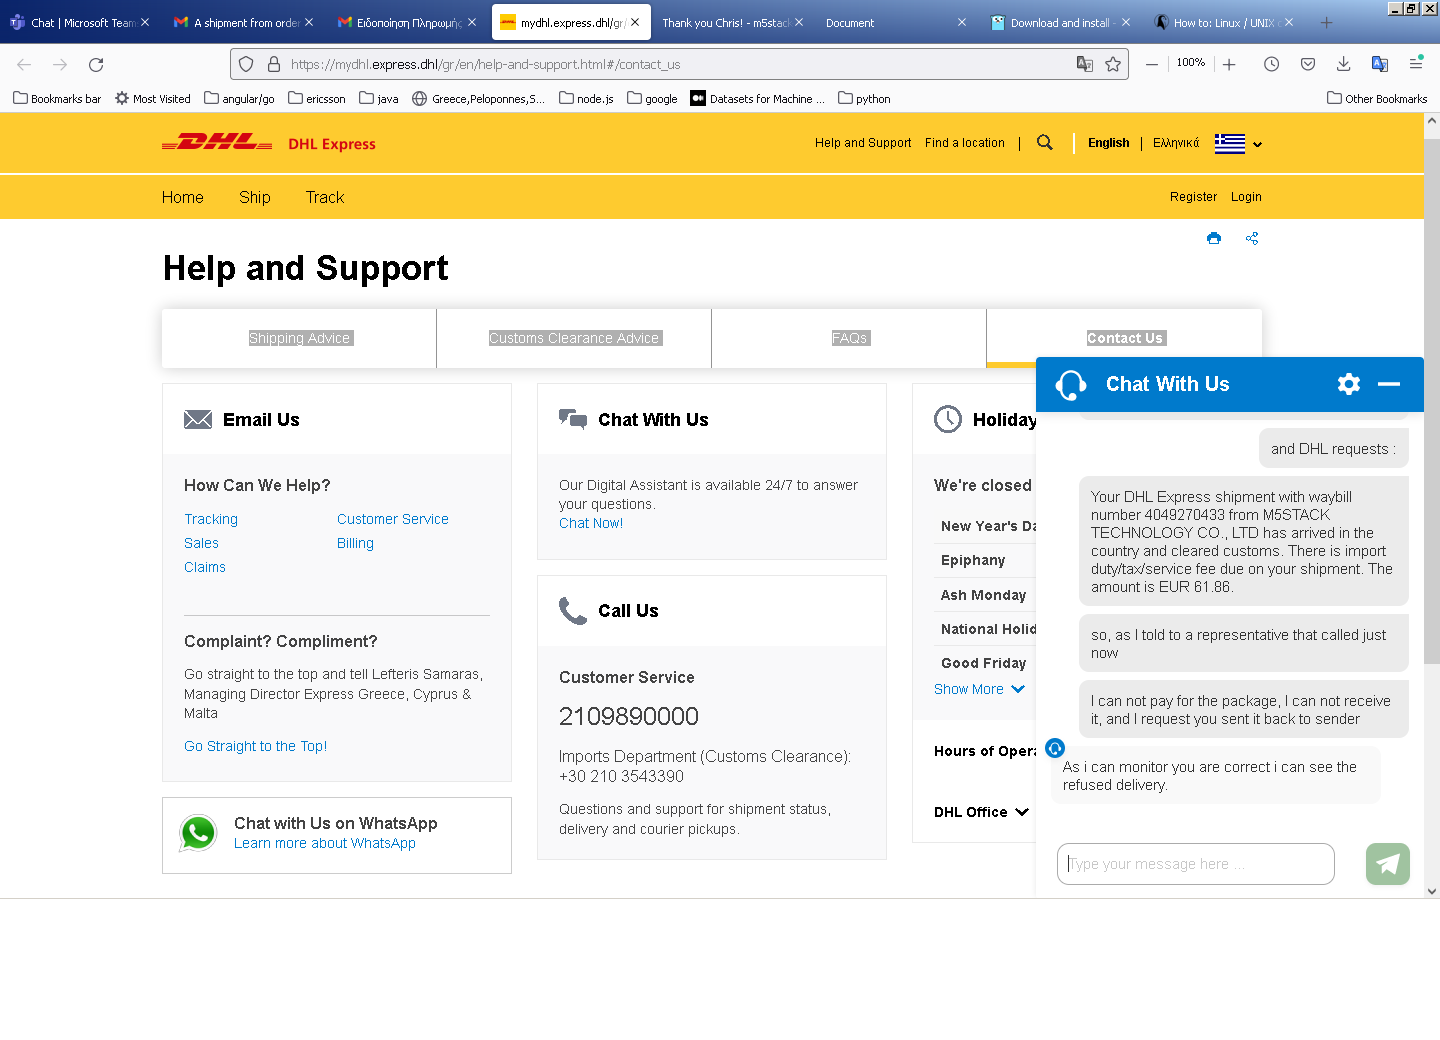 Chat | Microsoft Team
A shipment from order
Ειδοποίηση Πληρωμής
mydhl.express.dhl/gr/
Thank you Chris! - m5stack
Document
Download and install -
How to: Linux / UNIX
https://mydhl.express.dhl/gr/en/help-and-support.html#/contact_us
100%
Bookmarks bar
Most Visited
angular/go
ericsson
java
Greece,Peloponnes,S...
node.js
google
Datasets for Machine ...
python
Other Bookmarks
DHL
DHL Express
Help and Support
Find a location
English
Ελληνικά
Home
Ship
Track
Register
Login
Help and Support
Shipping Advice
Customs Clearance Advice
FAQs
Contact Us
Email Us
How Can We Help?
Tracking
Customer Service
Sales
Billing
Claims
Complaint? Compliment?
Go straight to the top and tell Lefteris Samaras,
Managing Director Express Greece, Cyprus &
Malta
Go Straight to the Top!
Chat with Us on WhatsApp
Learn more about WhatsApp
Chat With Us
Our Digital Assistant is available 24/7 to answer
your questions.
Chat Now!
Call Us
Customer Service
2109890000
Imports Department (Customs Clearance):
+30 210 3543390
Questions and support for shipment status,
delivery and courier pickups.
Holiday
We're closed
New Year's Da
Epiphany
Ash Monday
National Holid
Good Friday
Show More
Hours of Opera
DHL Office
Chat With Us
and DHL requests :
Your DHL Express shipment with waybill
number 4049270433 from M5STACK
TECHNOLOGY CO., LTD has arrived in the
country and cleared customs. There is import
duty/tax/service fee due on your shipment. The
amount is EUR 61.86.
so, as I told to a representative that called just
now
I can not pay for the package, I can not receive
it, and I request you sent it back to sender
As i can monitor you are correct i can see the
refused delivery.
Type your message here ...